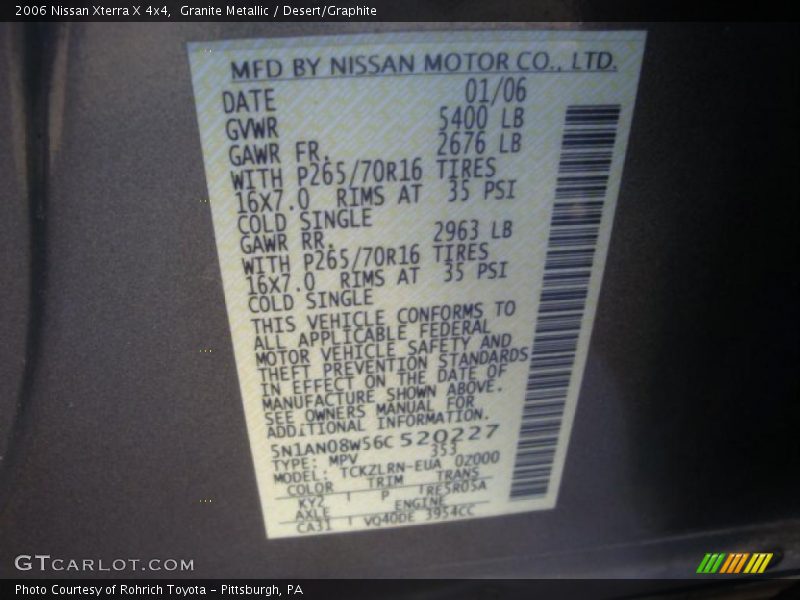 2006 Nissan Xterra X 4x4,  Granite Metallic / Desert/Graphite
MFD BY NISSAN MOTOR CO., LTD.
DATE 01/06
GVWR 5400 LB
GAWR FR. 2676 LB
WITH P265/70R16 TIRES
16X7.0 RIMS AT 35 PSI
COLD SINGLE
GAWR RR. 2963 LB
WITH P265/70R16 TIRES
16X7.0 RIMS AT 35 PSI
COLD SINGLE
THIS VEHICLE CONFORMS TO
ALL APPLICABLE FEDERAL
MOTOR VEHICLE SAFETY AND
THEFT PREVENTION STANDARDS
IN EFFECT ON THE DATE OF
MANUFACTURE SHOWN ABOVE.
SEE OWNERS MANUAL FOR
ADDITIONAL INFORMATION.
5N1AN08W56C520227
TYPE: MPV 353
MODEL: TCKZLRN-EUA 0Z000
COLOR TRIM TRANS
KY2 P RE5R05A
AXLE ENGINE
CA31 VQ40DE 3954CC
GTCARLOT.COM
Photo Courtesy of Rohrich Toyota - Pittsburgh, PA